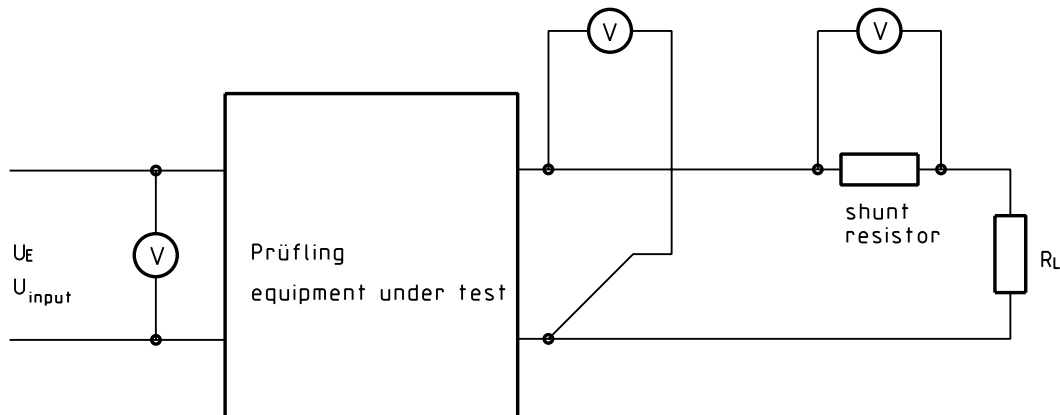 V
V
V
UE
Uinput
Prüfling
equipment under test
shunt
resistor
RL